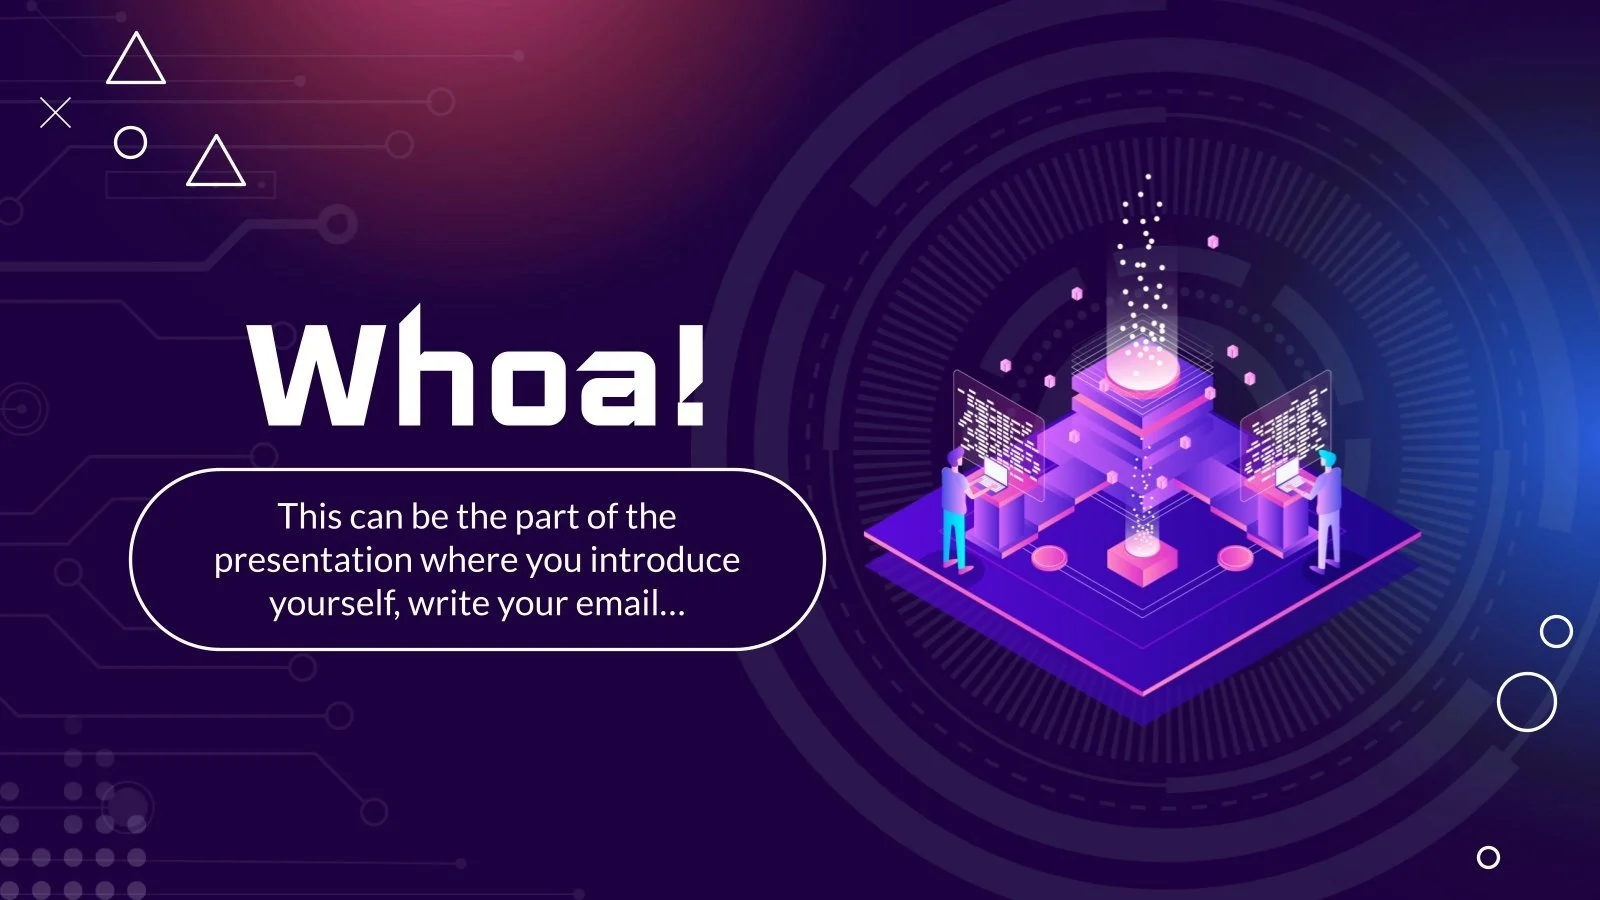 Whoa!
This can be the part of the
presentation where you introduce
yourself, write your email...